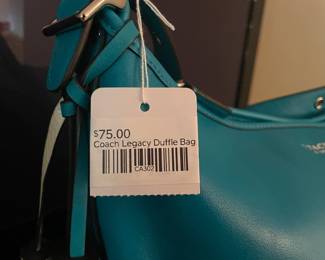 $75.00
Coach Legacy Duffle Bag
CA302